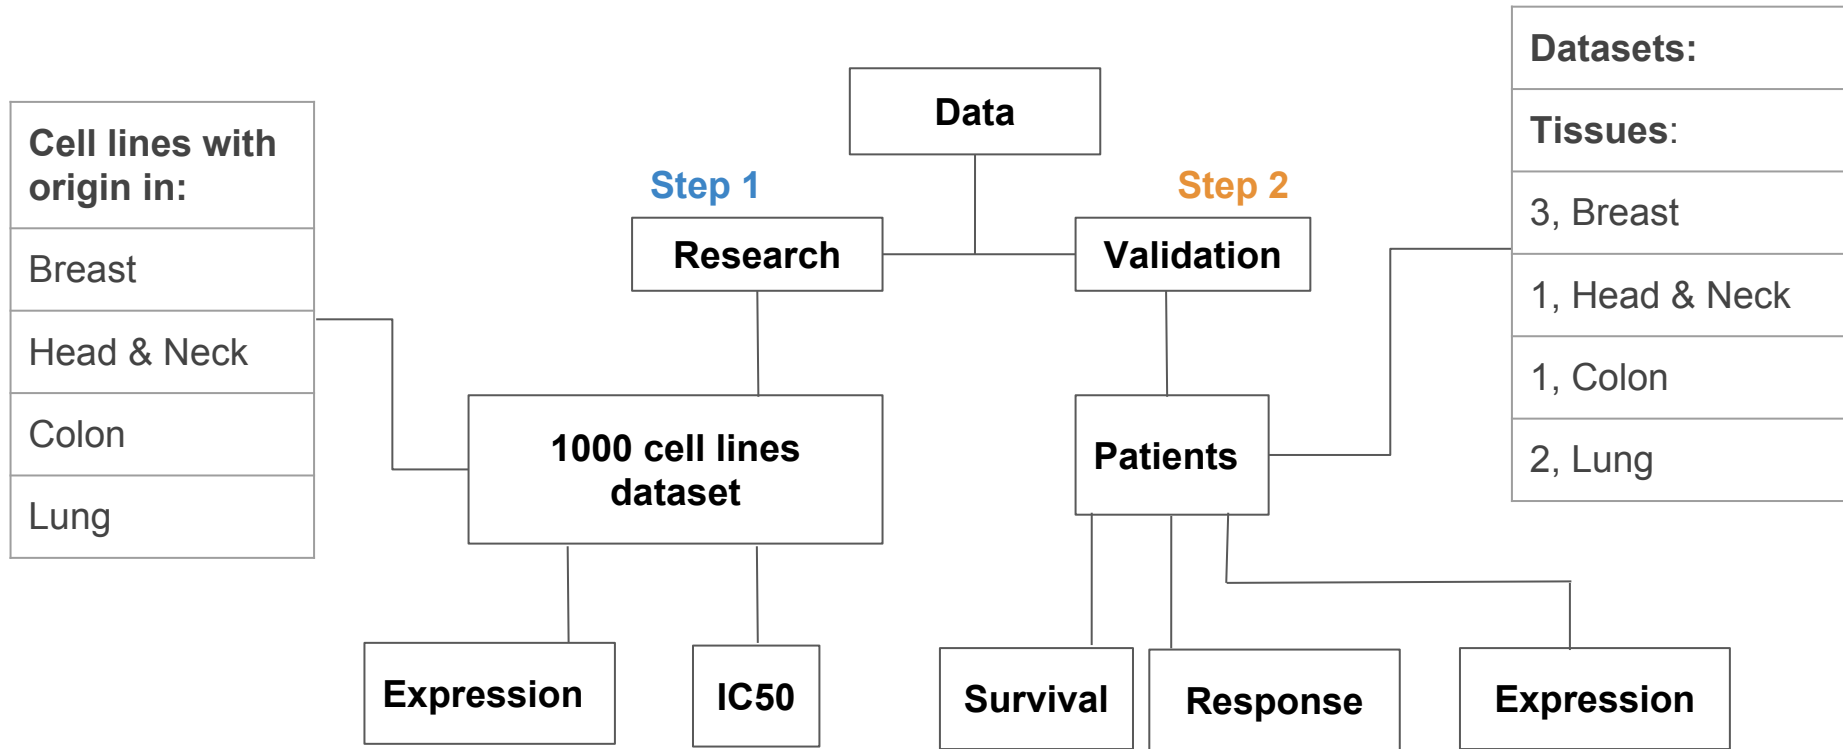 Data
Step 1
Step 2
Research
Validation
Cell lines with
origin in:
Breast
Head & Neck
Colon
Lung
1000 cell lines
dataset
Patients
Datasets:
Tissues:
3, Breast
1, Head & Neck
1, Colon
2, Lung
Expression
IC50
Survival
Response
Expression